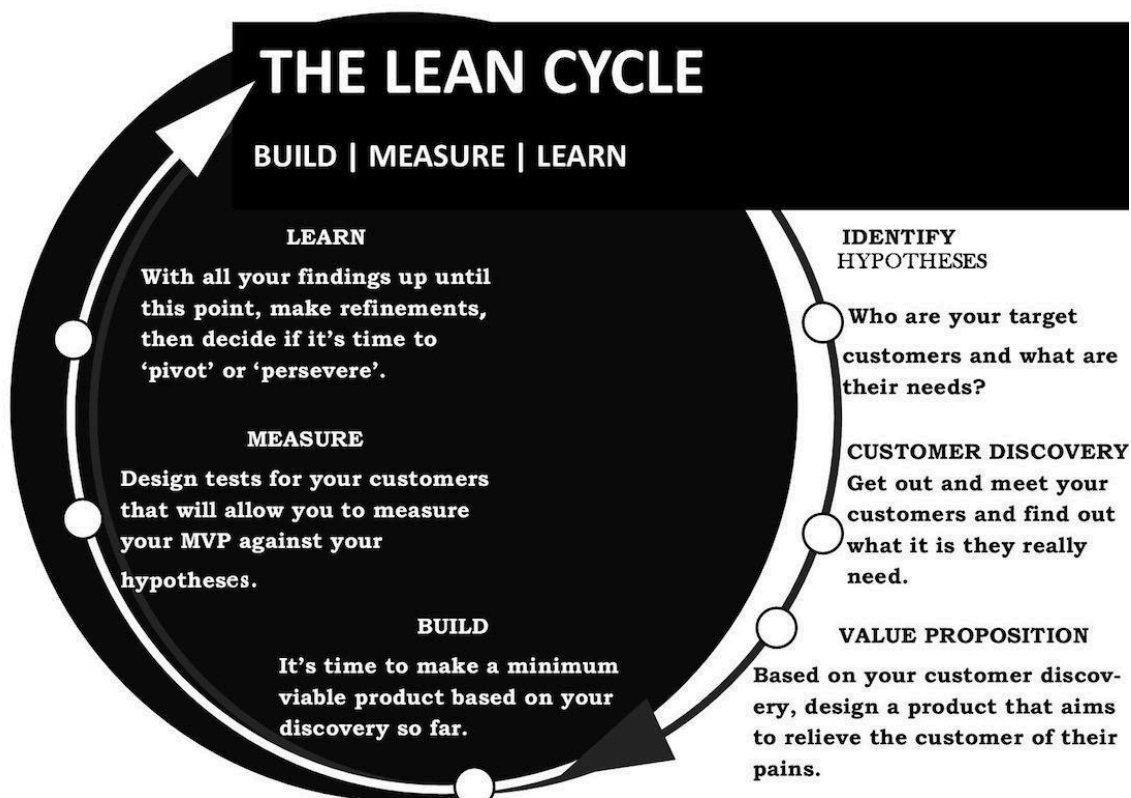 THE LEAN CYCLE
BUILD | MEASURE | LEARN
IDENTIFY
HYPOTHESES
Who are your target
customers and what are
their needs?
CUSTOMER DISCOVERY
Get out and meet your
customers and find out
what it is they really
need.
VALUE PROPOSITION
Based on your customer discov-
ery, design a product that aims
to relieve the customer of their
pains.
BUILD
It’s time to make a minimum
viable product based on your
discovery so far.
MEASURE
Design tests for your customers
that will allow you to measure
your MVP against your
hypotheses.
LEARN
With all your findings up until
this point, make refinements,
then decide if it’s time to
‘pivot’ or ‘persevere’.